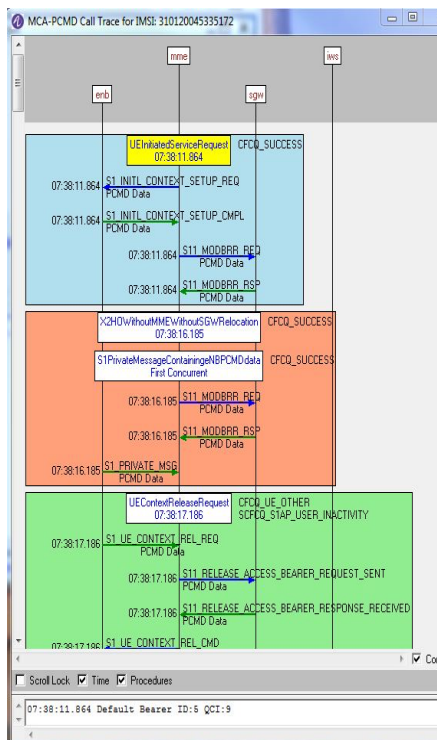 MCA-PCMD Call Trace for IMSI: 310120045335172
mme
iws
enb
sgw
UEInitiatedServiceRequest
07:38:11.864
CFCQ_SUCCESS
07:38:11.864 S1_INITL_CONTEXT_SETUP_REQ
PCMD Data
07:38:11.864 S1_INITL_CONTEXT_SETUP_CMPL
PCMD Data
07:38:11.864 S11_MODBRR_REQ
PCMD Data
07:38:11.864 S11_MODBRR_RSP
PCMD Data
X2HOWithoutMMEWithoutSGWRelocation
07:38:16.185
CFCQ_SUCCESS
S1PrivateMessageContainingeNBPCMDdata
First Concurrent
CFCQ_SUCCESS
07:38:16.185 S11_MODBRR_REQ
PCMD Data
07:38:16.185 S11_MODBRR_RSP
PCMD Data
07:38:16.185 S1_PRIVATE_MSG
PCMD Data
UEContextReleaseRequest
07:38:17.186
CFCQ_UE_OTHER
SCFCQ_S1AP_USER_INACTIVITY
07:38:17.186 S1_UE_CONTEXT_REL_REQ
PCMD Data
07:38:17.186 S11_RELEASE_ACCESS_BEARER_REQUEST_SENT
PCMD Data
07:38:17.186 S11_RELEASE_ACCESS_BEARER_RESPONSE_RECEIVED
PCMD Data
07:38:17.186 S1_UE_CONTEXT_REL_CMD
Co
Scroll Lock Time Procedures
07:38:11.864 Default Bearer ID:5 QCI:9